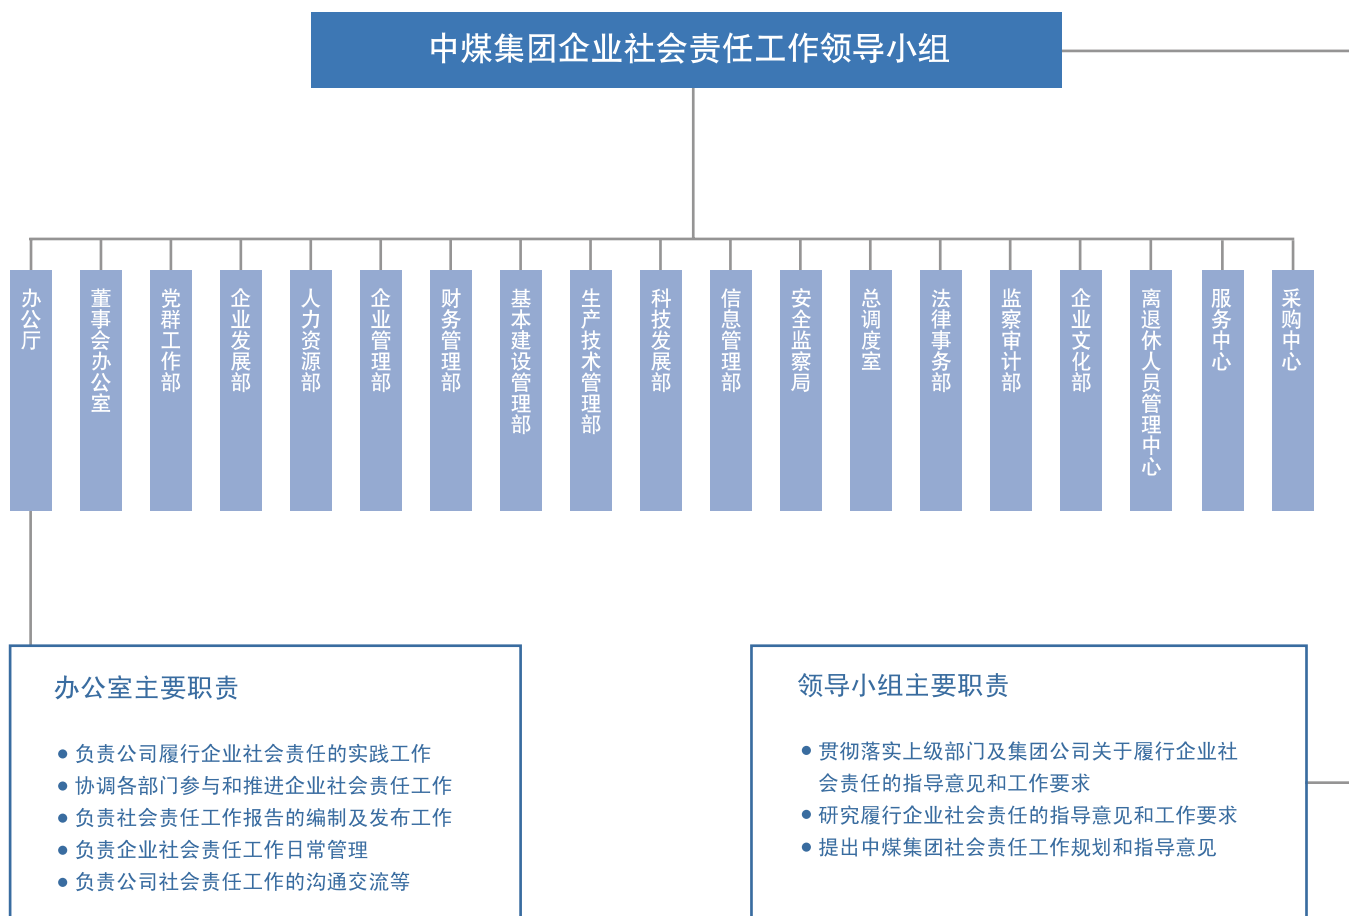 中煤集团企业社会责任工作领导小组
办公厅
董事会办公室
党群工作部
企业发展部
人力资源部
企业管理部
财务管理部
基本建设管理部
生产技术管理部
科技发展部
信息管理部
安全监察局
总调度室
法律事务部
监察审计部
企业文化部
离退休人员管理中心
服务中心
采购中心
办公室主要职责
● 负责公司履行企业社会责任的实践工作
● 协调各部门参与和推进企业社会责任工作
● 负责社会责任工作报告的编制及发布工作
● 负责企业社会责任工作日常管理
● 负责公司社会责任工作的沟通交流等
领导小组主要职责
● 贯彻落实上级部门及集团公司关于履行企业社
会责任的指导意见和工作要求
● 研究履行企业社会责任的指导意见和工作要求
● 提出中煤集团社会责任工作规划和指导意见